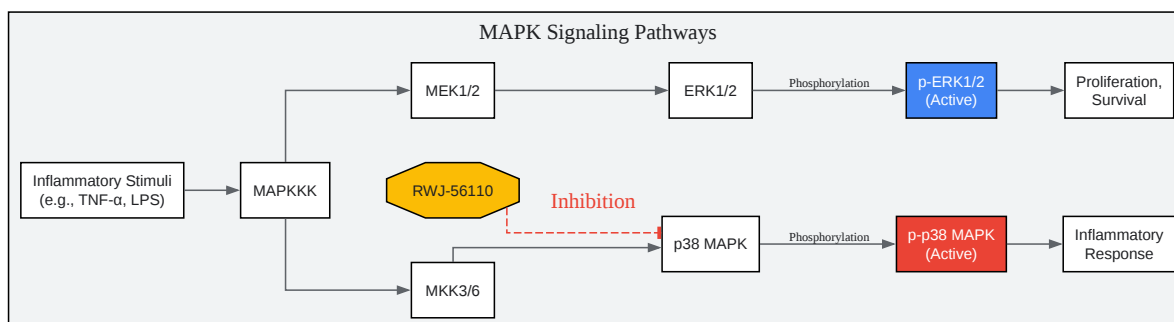 MAPK Signaling Pathways
MEK1/2
ERK1/2
Phosphorylation
p-ERK1/2
(Active)
Proliferation,
Survival
Inflammatory Stimuli
(e.g., TNF-α, LPS)
MAPKKK
RWJ-56110
Inhibition
p38 MAPK
Phosphorylation
p-p38 MAPK
(Active)
Inflammatory
Response
MKK3/6